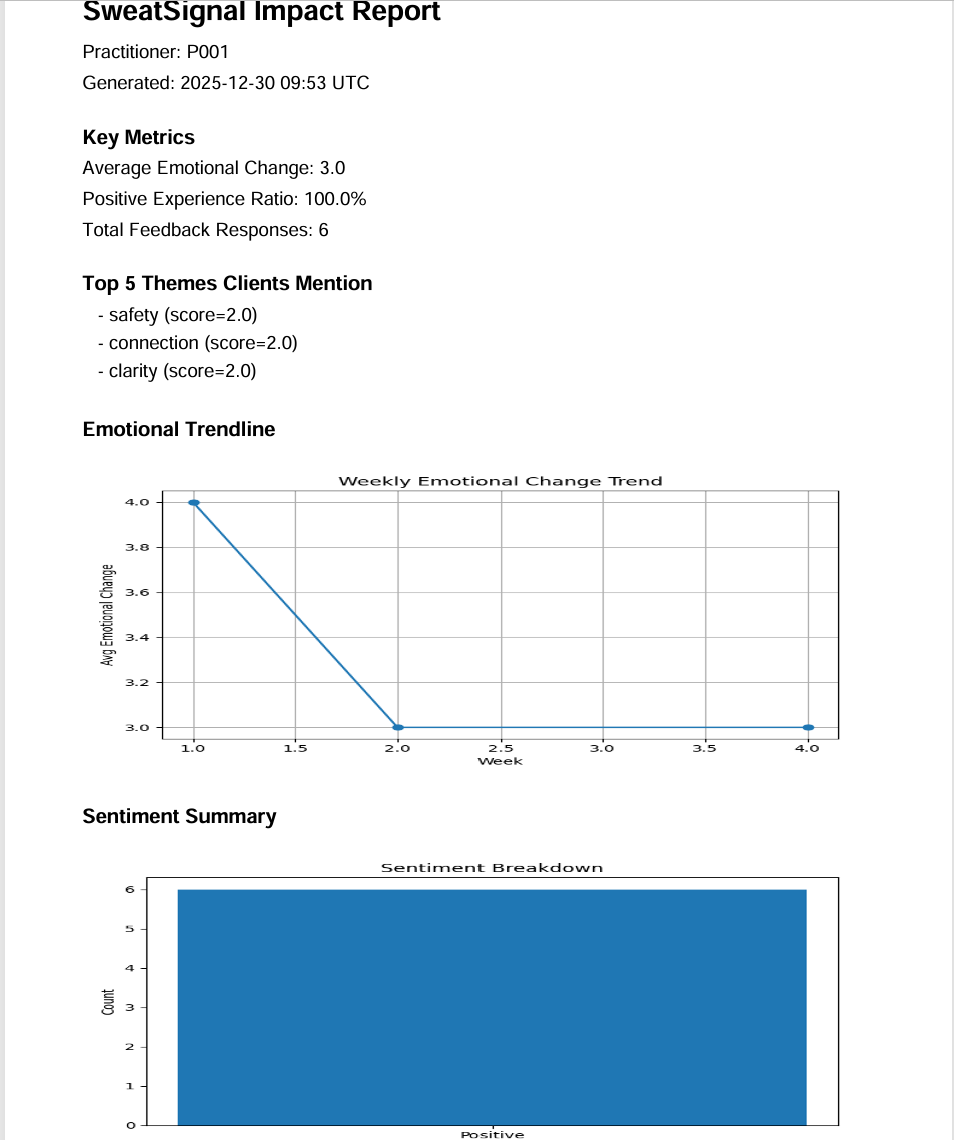 SweatSignal Impact Report
Practitioner: P001
Generated: 2025-12-30 09:53 UTC
Key Metrics
Average Emotional Change: 3.0
Positive Experience Ratio: 100.0%
Total Feedback Responses: 6
Top 5 Themes Clients Mention
- safety (score=2.0)
- connection (score=2.0)
- clarity (score=2.0)
Emotional Trendline
Weekly Emotional Change Trend
Avg Emotional Change
4.0
3.8
3.6
3.4
3.2
3.0
1.0 1.5 2.0 2.5 3.0 3.5 4.0
Week
Sentiment Summary
Sentiment Breakdown
Count
6
5
4
3
2
1
0
Positive